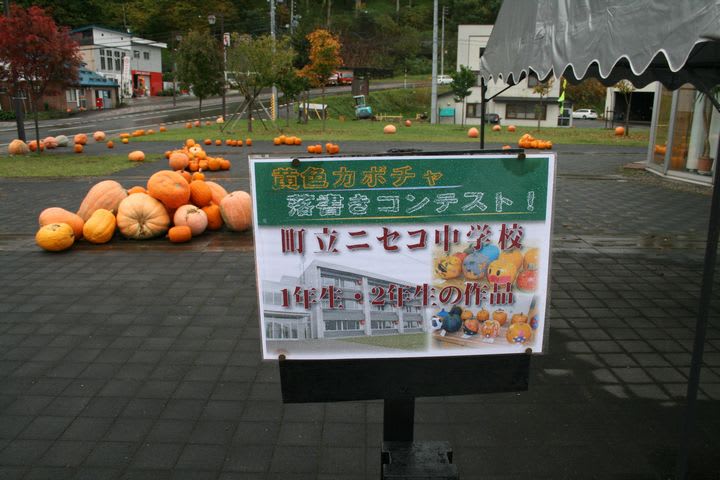 黄色カボチャ
落書きコンテスト!
町立ニセコ中学校
1年生・2年生の作品